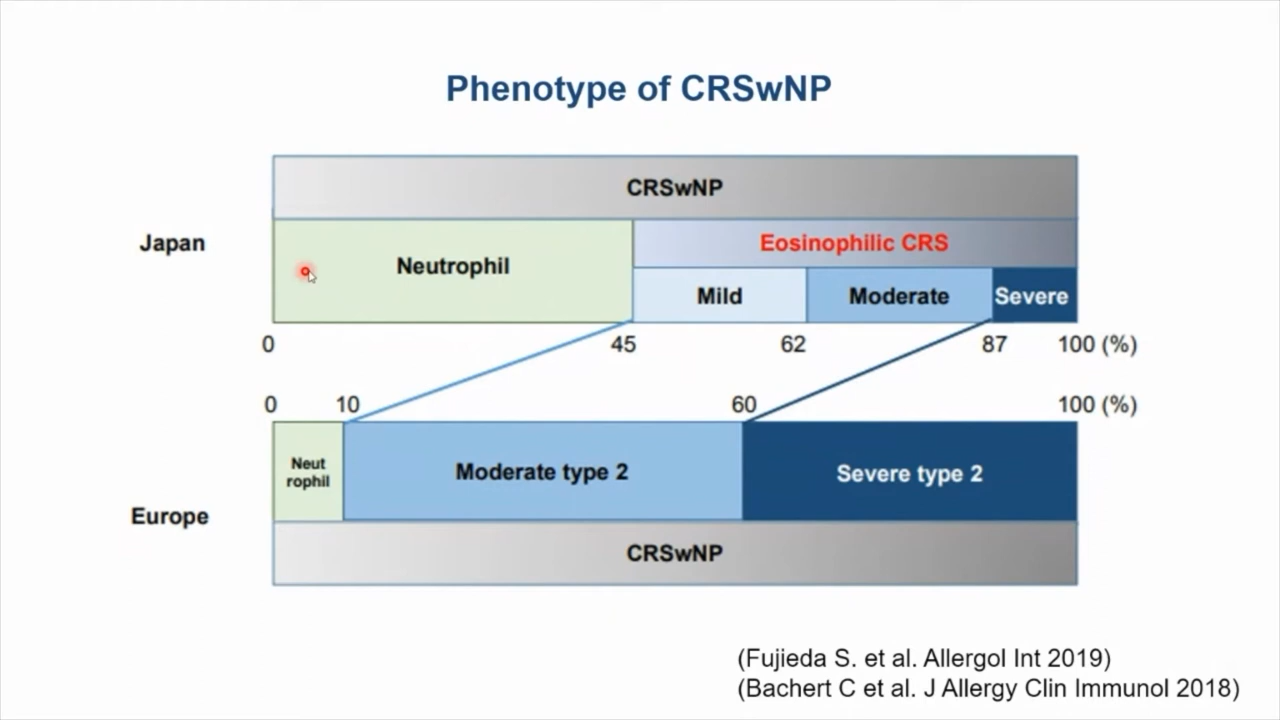 Phenotype of CRSwNP
CRSwNP
Japan
Neutrophil
Eosinophilic CRS
Mild
Moderate
Severe
0
45
62
87
100 (%)
0
10
60
100 (%)
Neut
rophil
Moderate type 2
Severe type 2
Europe
CRSwNP
(Fujieda S. et al. Allergol Int 2019)
(Bachert C et al. J Allergy Clin Immunol 2018)